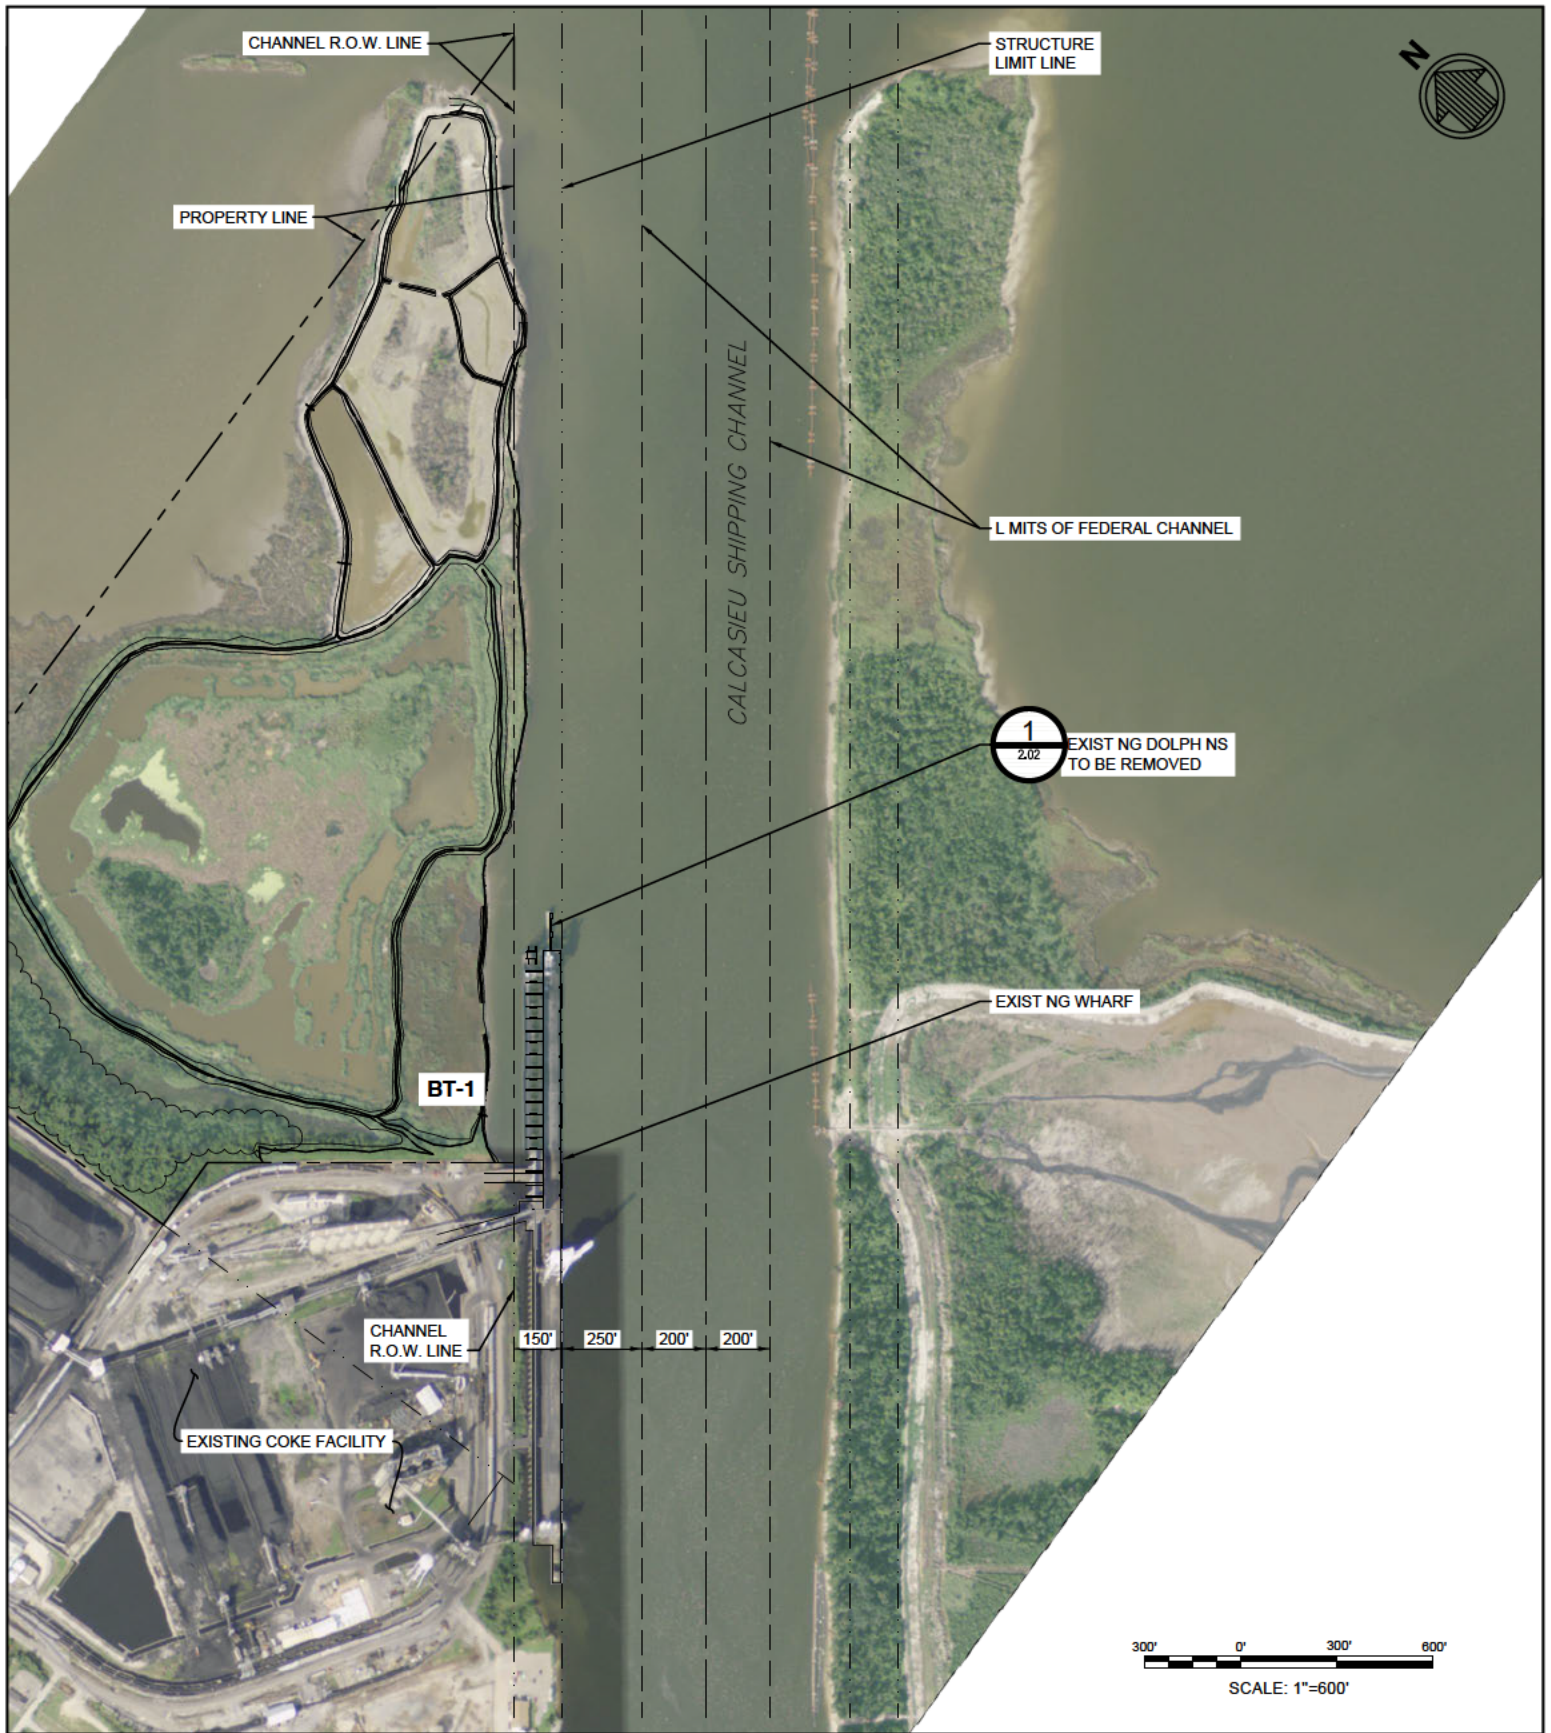 CHANNEL R.O.W. LINE
STRUCTURE
LIMIT LINE
N
PROPERTY LINE
CALCASIEU SHIPPING CHANNEL
L MITS OF FEDERAL CHANNEL
1
2.02
EXIST NG DOLPH NS
TO BE REMOVED
EXIST NG WHARF
BT-1
CHANNEL
R.O.W. LINE
150'
250'
200'
200'
EXISTING COKE FACILITY
300'
0'
300'
600'
SCALE: 1"=600'